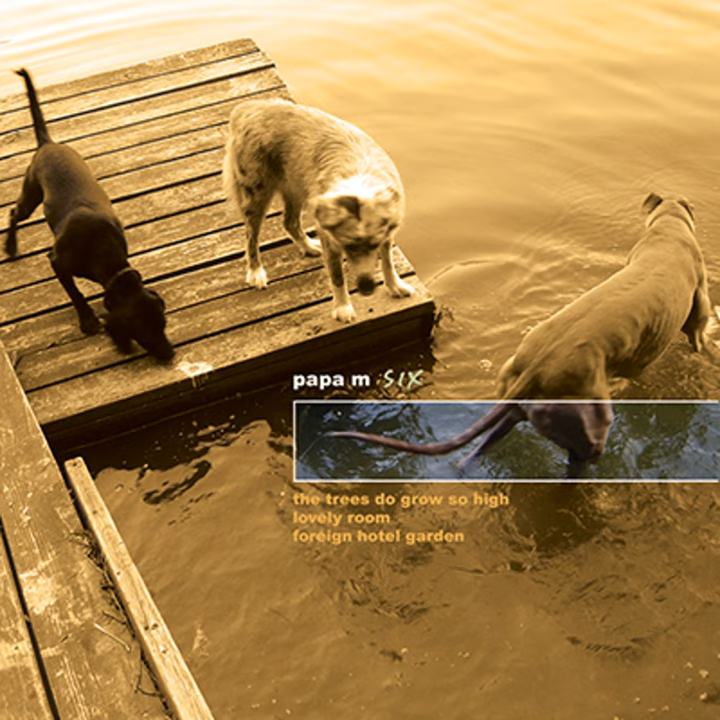 papa m SIX
the trees do grow so high
lovely room
foreign hotel garden